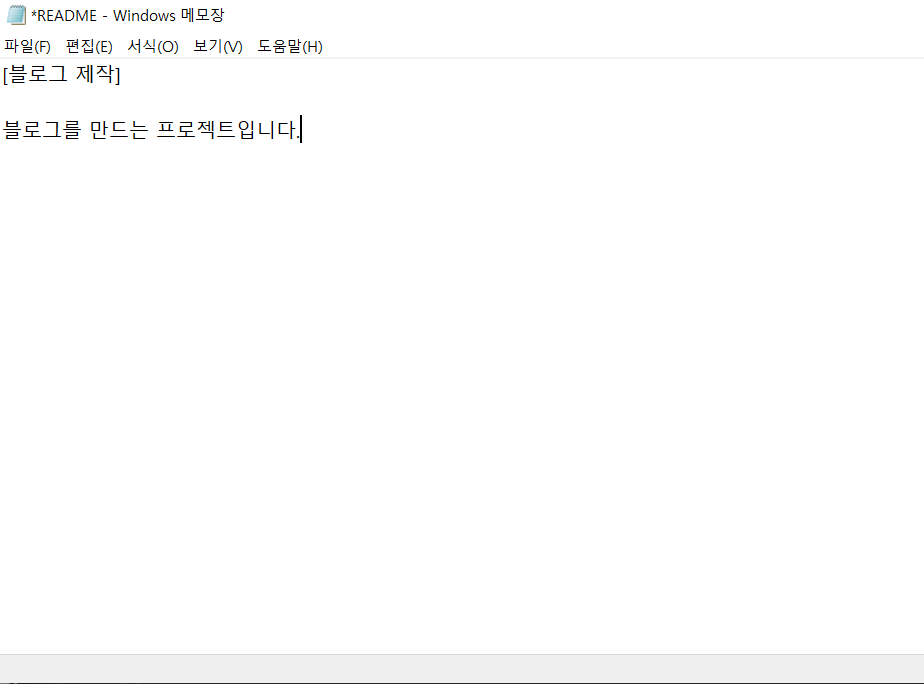 *README - Windows 메모장
파일(F) 편집(E) 서식(O) 보기(V) 도움말(H)
[블로그 제작]
블로그를 만드는 프로젝트입니다.